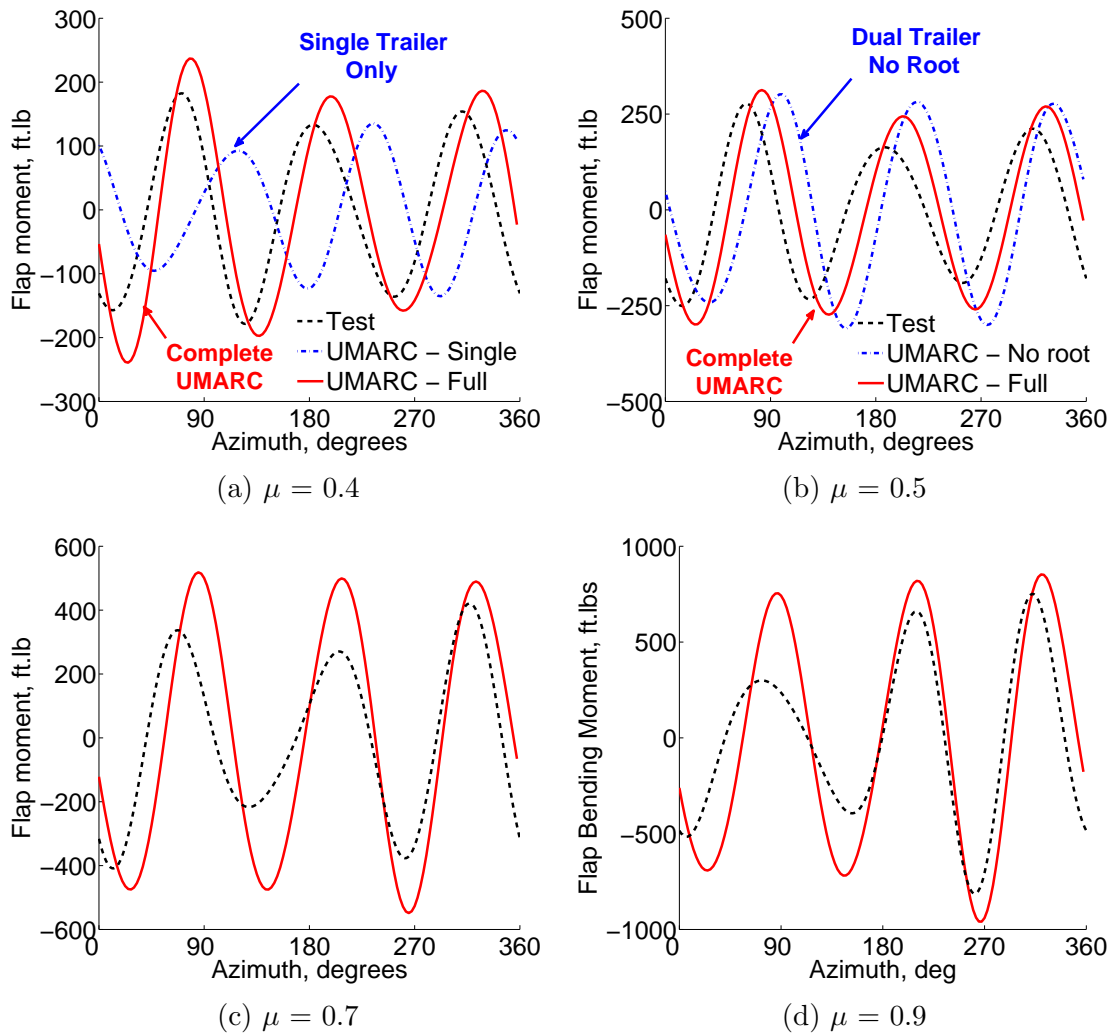 300
200
100
0
−100
−200
−300
Flap moment, ft.lb
Single Trailer
Only
Complete
UMARC
Test
UMARC − Single
UMARC − Full
0 90 180 270 360
Azimuth, degrees
(a) μ = 0.4
500
250
0
−250
−500
Flap moment, ft.lb
Dual Trailer
No Root
Complete
UMARC
Test
UMARC − No root
UMARC − Full
0 90 180 270 360
Azimuth, degrees
(b) μ = 0.5
600
400
200
0
−200
−400
−600
Flap moment, ft.lb
0 90 180 270 360
Azimuth, degrees
(c) μ = 0.7
1000
500
0
−500
−1000
Flap Bending Moment, ft.lbs
0 90 180 270 360
Azimuth, deg
(d) μ = 0.9